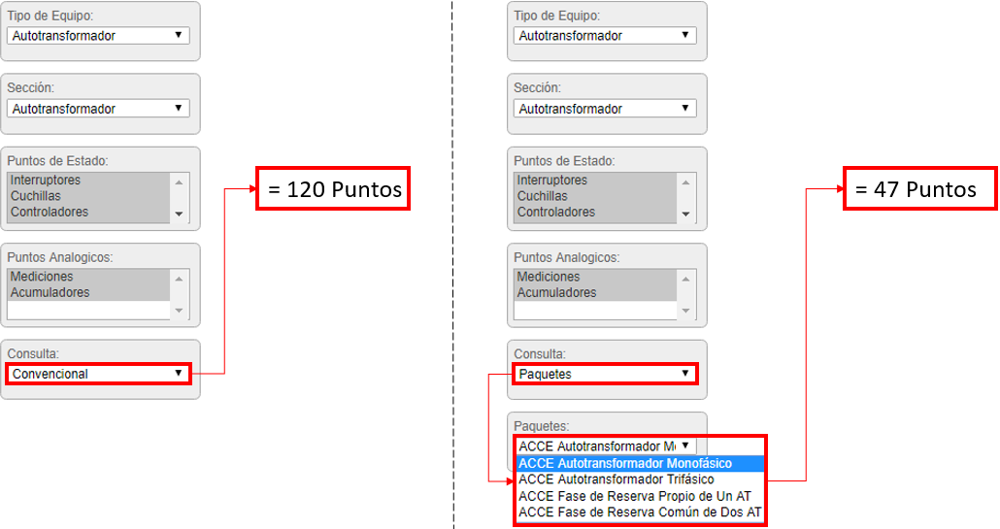 Tipo de Equipo:
Autotransformador
Sección:
Autotransformador
Puntos de Estado:
Interruptores
Cuchillas
Controladores
Puntos Analogicos:
Mediciones
Acumuladores
Consulta:
Convencional
= 120 Puntos
Tipo de Equipo:
Autotransformador
Sección:
Autotransformador
Puntos de Estado:
Interruptores
Cuchillas
Controladores
Puntos Analogicos:
Mediciones
Acumuladores
Consulta:
Paquetes
Paquetes:
ACCE Autotransformador Mo
ACCE Autotransformador Monofásico
ACCE Autotransformador Trifásico
ACCE Fase de Reserva Propio de Un AT
ACCE Fase de Reserva Común de Dos AT
= 47 Puntos